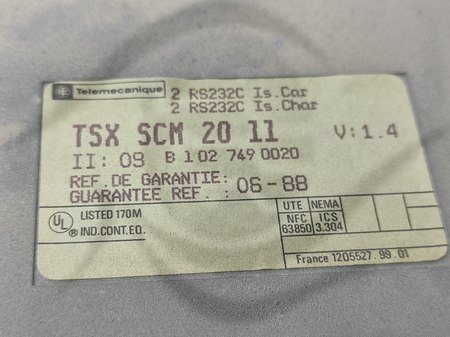 Telemecanique
2 RS232C Is.Car
2 RS232C Is.Char
TSX SCM 20 11 V: 1.4
II: 09 B 1 02 749 0020
REF. DE GARANTIE:
GUARANTEE REF.: 06-88
UL LISTED 170M
® IND.CONT.EQ.
UTE NEMA
NFC ICS
63850 3.304
France 1205527.99.01